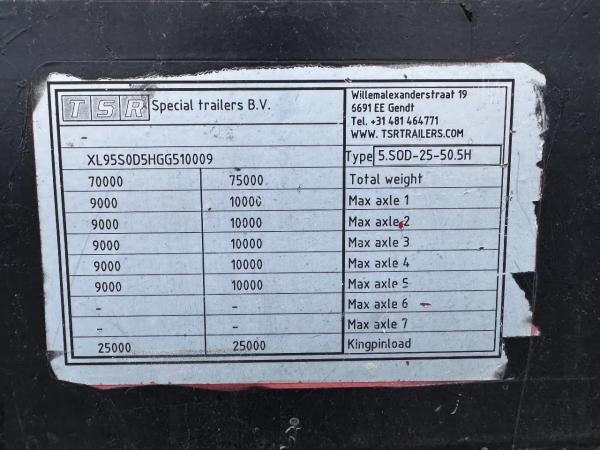 TSR Special trailers B.V.
Willemalexanderstraat 19
6691 EE Gendt
Tel. +31 481 464771
WWW. TSRTRAILERS.COM
-
XL95S0D5HGG510009 Type 5.SOD-25-50.5H
70000 75000 Total weight
9000 10000 Max axle 1
9000 10000 Max axle 2
9000 10000 Max axle 3
9000 10000 Max axle 4
9000 10000 Max axle 5
- - Max axle 6
- - Max axle 7
25000 25000 Kingpinload